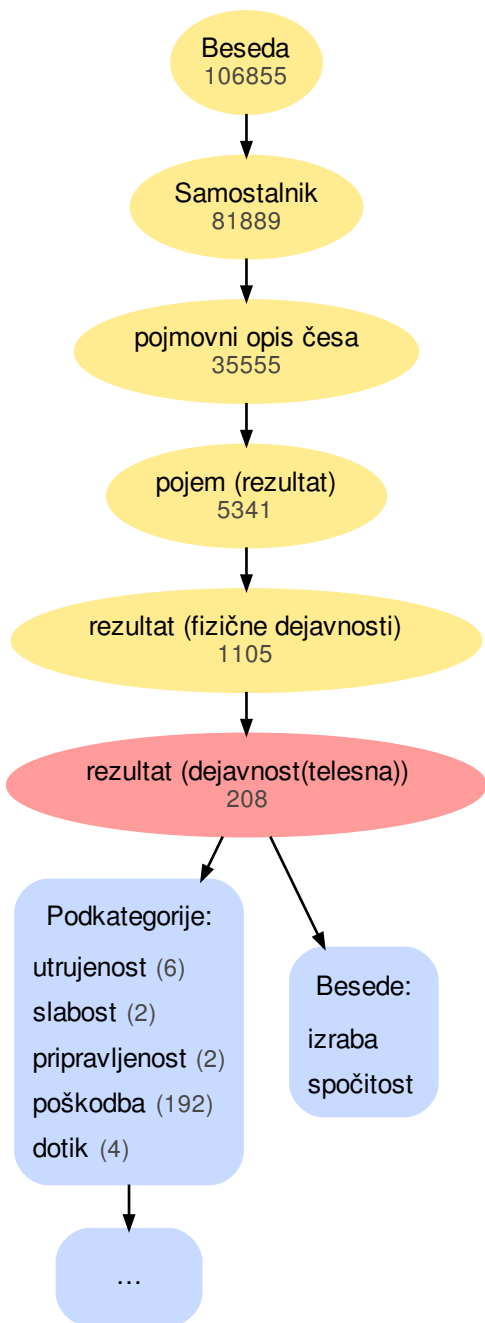 Beseda
106855
Samostalnik
81889
pojmovni opis česa
35555
pojem (rezultat)
5341
rezultat (fizične dejavnosti)
1105
rezultat (dejavnost(telesna))
208
Podkategorije:
utrujenost (6)
slabost (2)
pripravljenost (2)
poškodba (192)
dotik (4)
Besede:
izraba
spočitost
...